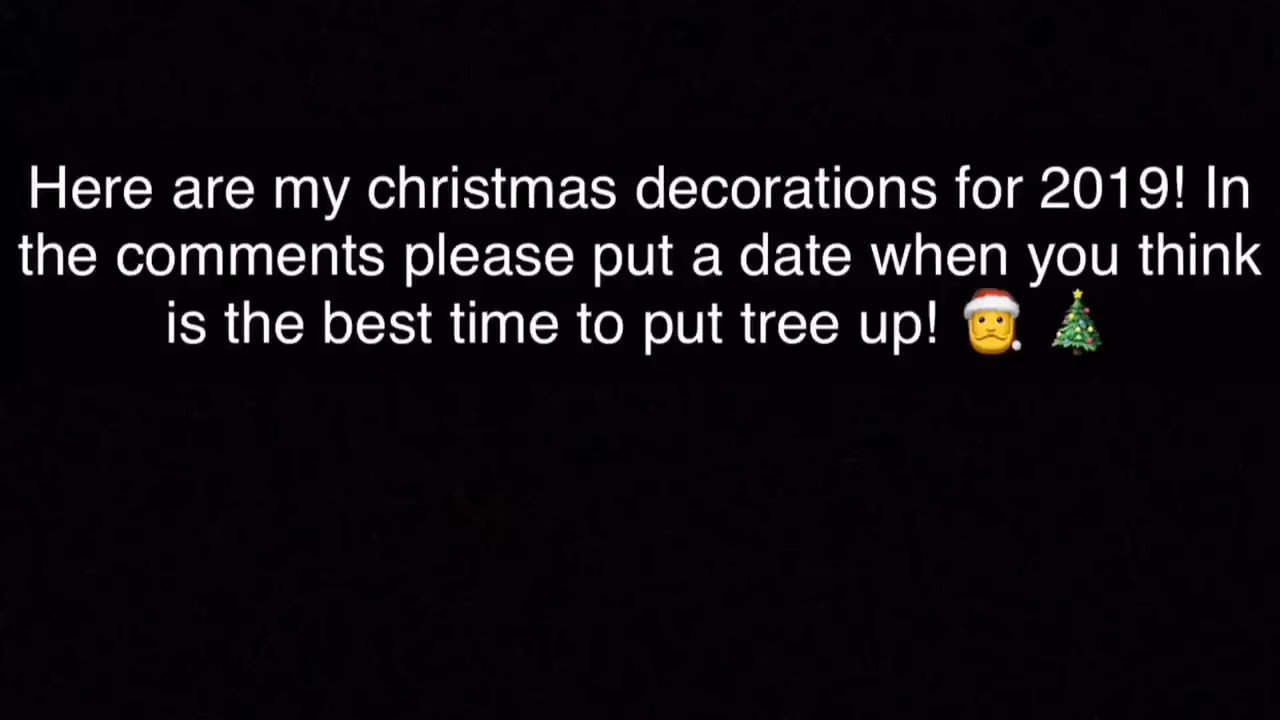 Here are my christmas decorations for 2019! In
the comments please put a date when you think
is the best time to put tree up! 🎅 🎄